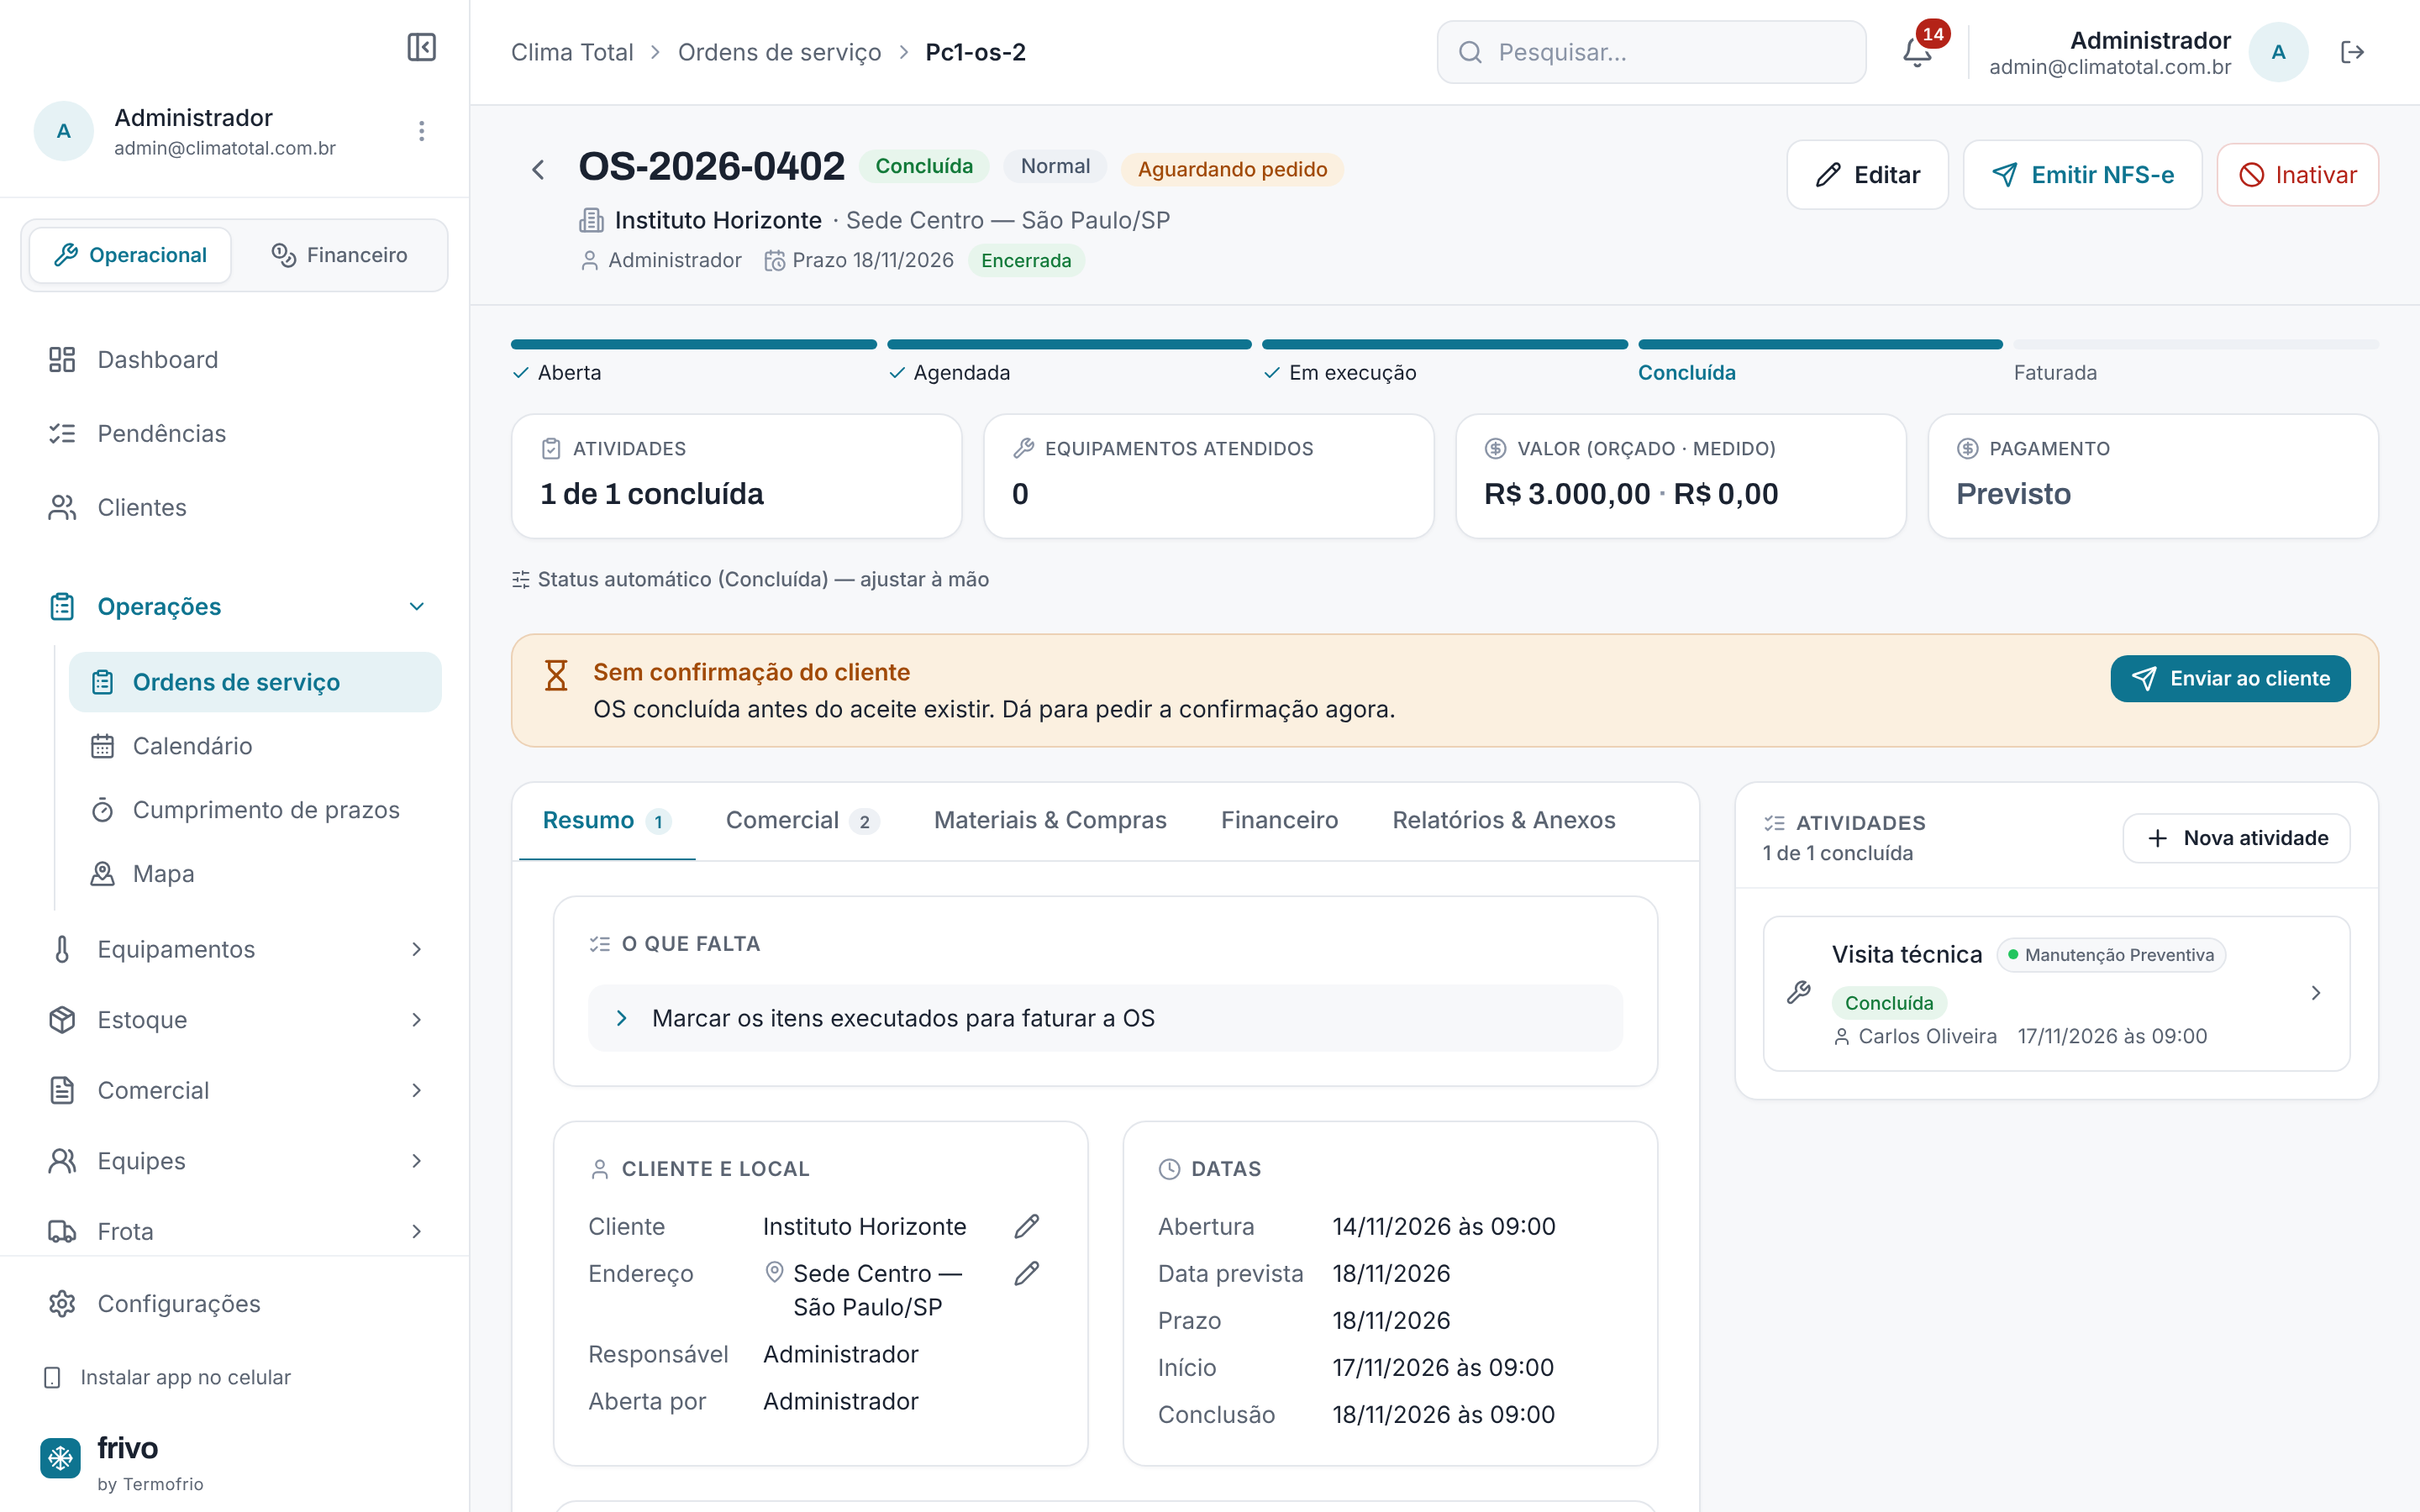 Administrador
admin@climatotal.com.br
A
Operacional
Financeiro
Dashboard
Pendências
Clientes
Operações
Ordens de serviço
Calendário
Cumprimento de prazos
Mapa
Equipamentos
Estoque
Comercial
Equipes
Frota
Configurações
Instalar app no celular
frivo
by Termofrio
Clima Total > Ordens de serviço > Pc1-os-2
Pesquisar...
14
Administrador
admin@climatotal.com.br
A
OS-2026-0402 Concluída Normal Aguardando pedido
Instituto Horizonte · Sede Centro — São Paulo/SP
Administrador Prazo 18/11/2026 Encerrada
Editar
Emitir NFS-e
Inativar
Aberta
Agendada
Em execução
Concluída
Faturada
ATIVIDADES
1 de 1 concluída
EQUIPAMENTOS ATENDIDOS
0
VALOR (ORÇADO · MEDIDO)
R$ 3.000,00 · R$ 0,00
PAGAMENTO
Previsto
Status automático (Concluída) — ajustar à mão
Sem confirmação do cliente
OS concluída antes do aceite existir. Dá para pedir a confirmação agora.
Enviar ao cliente
Resumo 1
Comercial 2
Materiais & Compras
Financeiro
Relatórios & Anexos
O QUE FALTA
Marcar os itens executados para faturar a OS
CLIENTE E LOCAL
Cliente Instituto Horizonte
Endereço Sede Centro —
São Paulo/SP
Responsável Administrador
Aberta por Administrador
DATAS
Abertura 14/11/2026 às 09:00
Data prevista 18/11/2026
Prazo 18/11/2026
Início 17/11/2026 às 09:00
Conclusão 18/11/2026 às 09:00
ATIVIDADES
1 de 1 concluída
Nova atividade
Visita técnica Manutenção Preventiva
Concluída
Carlos Oliveira 17/11/2026 às 09:00